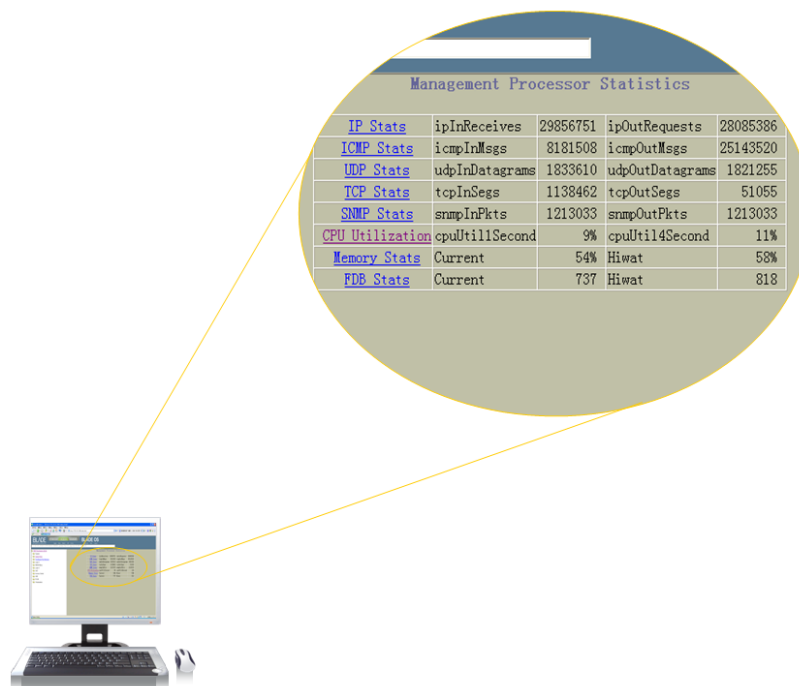 Management Processor Statistics
IP Stats ipInReceives 29856751 ipOutRequests 28085386
ICMP Stats icmpInMsgs 8181508 icmpOutMsgs 25143520
UDP Stats udpInDatagrams 1833610 udpOutDatagrams 1821255
TCP Stats tcpInSegs 1138462 tcpOutSegs 51055
SNMP Stats snmpInPkts 1213033 snmpOutPkts 1213033
CPU Utilization cpuUtil1Second 9% cpuUtil4Second 11%
Memory Stats Current 54% Hiwat 58%
FDB Stats Current 737 Hiwat 818